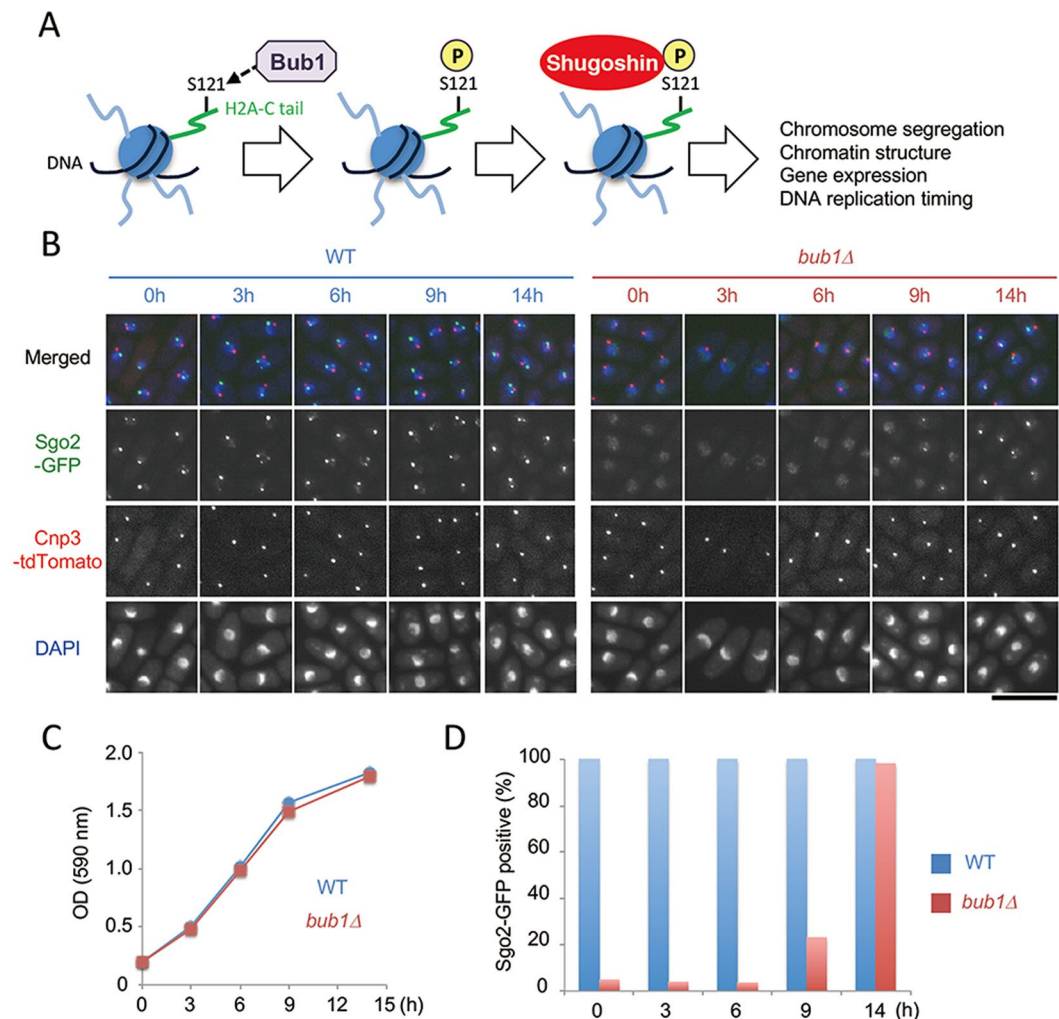 A
Bub1
P
P
S121
S121
Shugoshin
S121
H2A-C tail
DNA
Chromosome segregation
Chromatin structure
Gene expression
DNA replication timing
B
WT
bub1Δ
0h 3h 6h 9h 14h 0h 3h 6h 9h 14h
Merged
Sgo2
-GFP
Cnp3
-tdTomato
DAPI
C
OD (590 nm)
2.0
1.5
1.0
0.5
0
0 3 6 9 12 15 (h)
WT
bub1Δ
D
Sgo2-GFP positive (%)
100
80
60
40
20
0
0 3 6 9 14 (h)
WT
bub1Δ